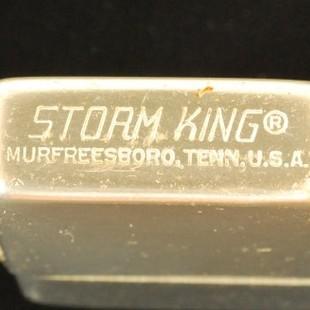 STORM KING®
MURFREESBORO, TENN. U.S.A.